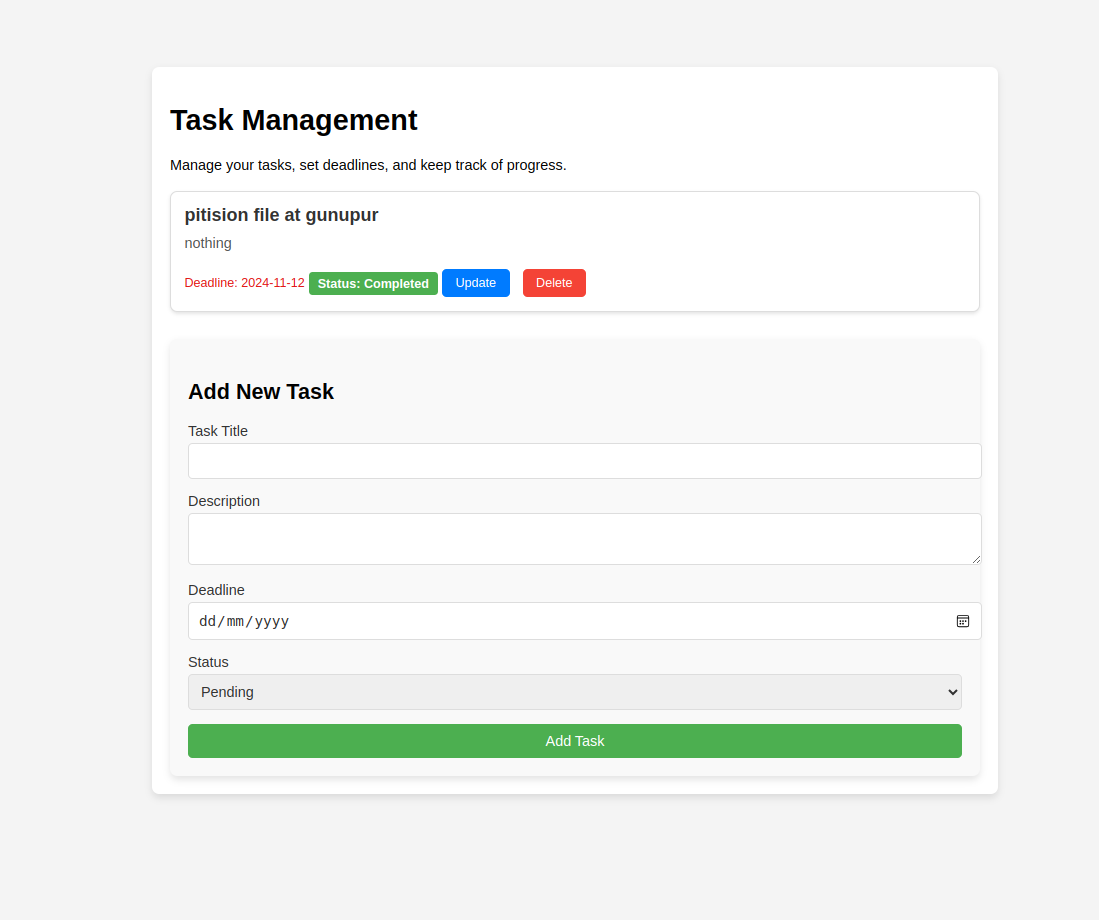 Task Management
Manage your tasks, set deadlines, and keep track of progress.
pitision file at gunupur
nothing
Deadline: 2024-11-12 Status: Completed Update Delete
Add New Task
Task Title
Description
Deadline
dd/mm/yyyy
Status
Pending
Add Task